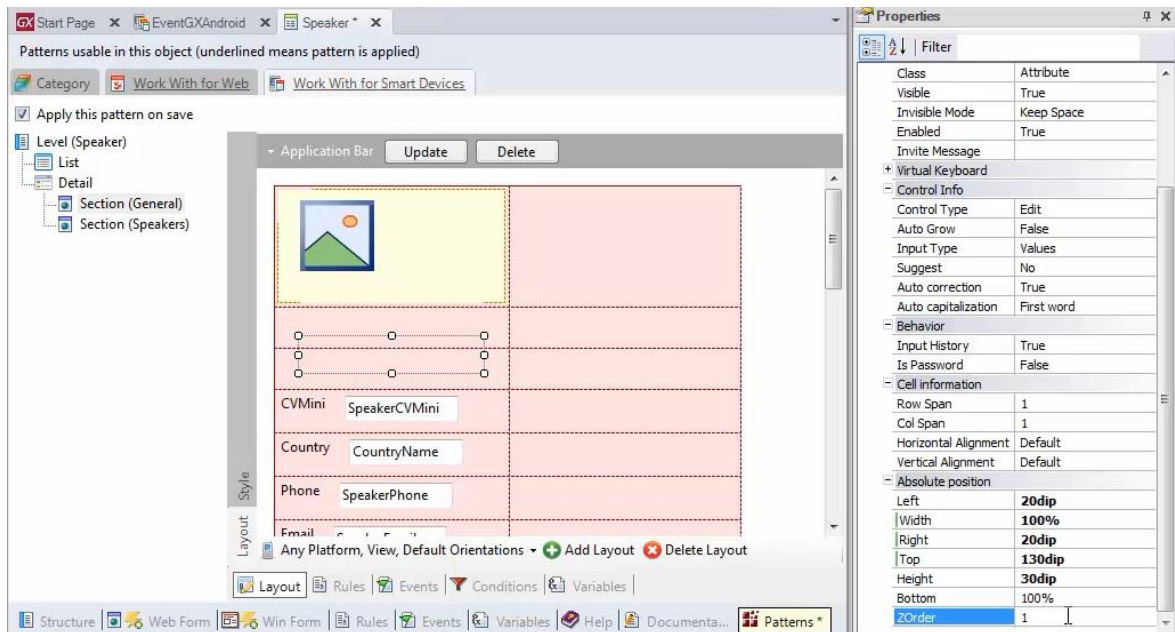 GX Start Page EventGXAndroid Speaker*
Patterns usable in this object (underlined means pattern is applied)
Category Work With for Web Work With for Smart Devices
Apply this pattern on save
Level (Speaker)
List
Detail
Section (General)
Section (Speakers)
Application Bar Update Delete
CVMini SpeakerCVMini
Country CountryName
Phone SpeakerPhone
Email
Style
Layout
Any Platform, View, Default Orientations Add Layout Delete Layout
Layout Rules Events Conditions Variables
Structure Web Form Win Form Rules Events Variables Help Documenta... Patterns*
Properties
Filter
Class Attribute
Visible True
Invisible Mode Keep Space
Enabled True
Invite Message
Virtual Keyboard
Control Info
Control Type Edit
Auto Grow False
Input Type Values
Suggest No
Auto correction True
Auto capitalization First word
Behavior
Input History True
Is Password False
Cell information
Row Span 1
Col Span 1
Horizontal Alignment Default
Vertical Alignment Default
Absolute position
Left 20dip
Width 100%
Right 20dip
Top 130dip
Height 30dip
Bottom 100%
ZOrder 1